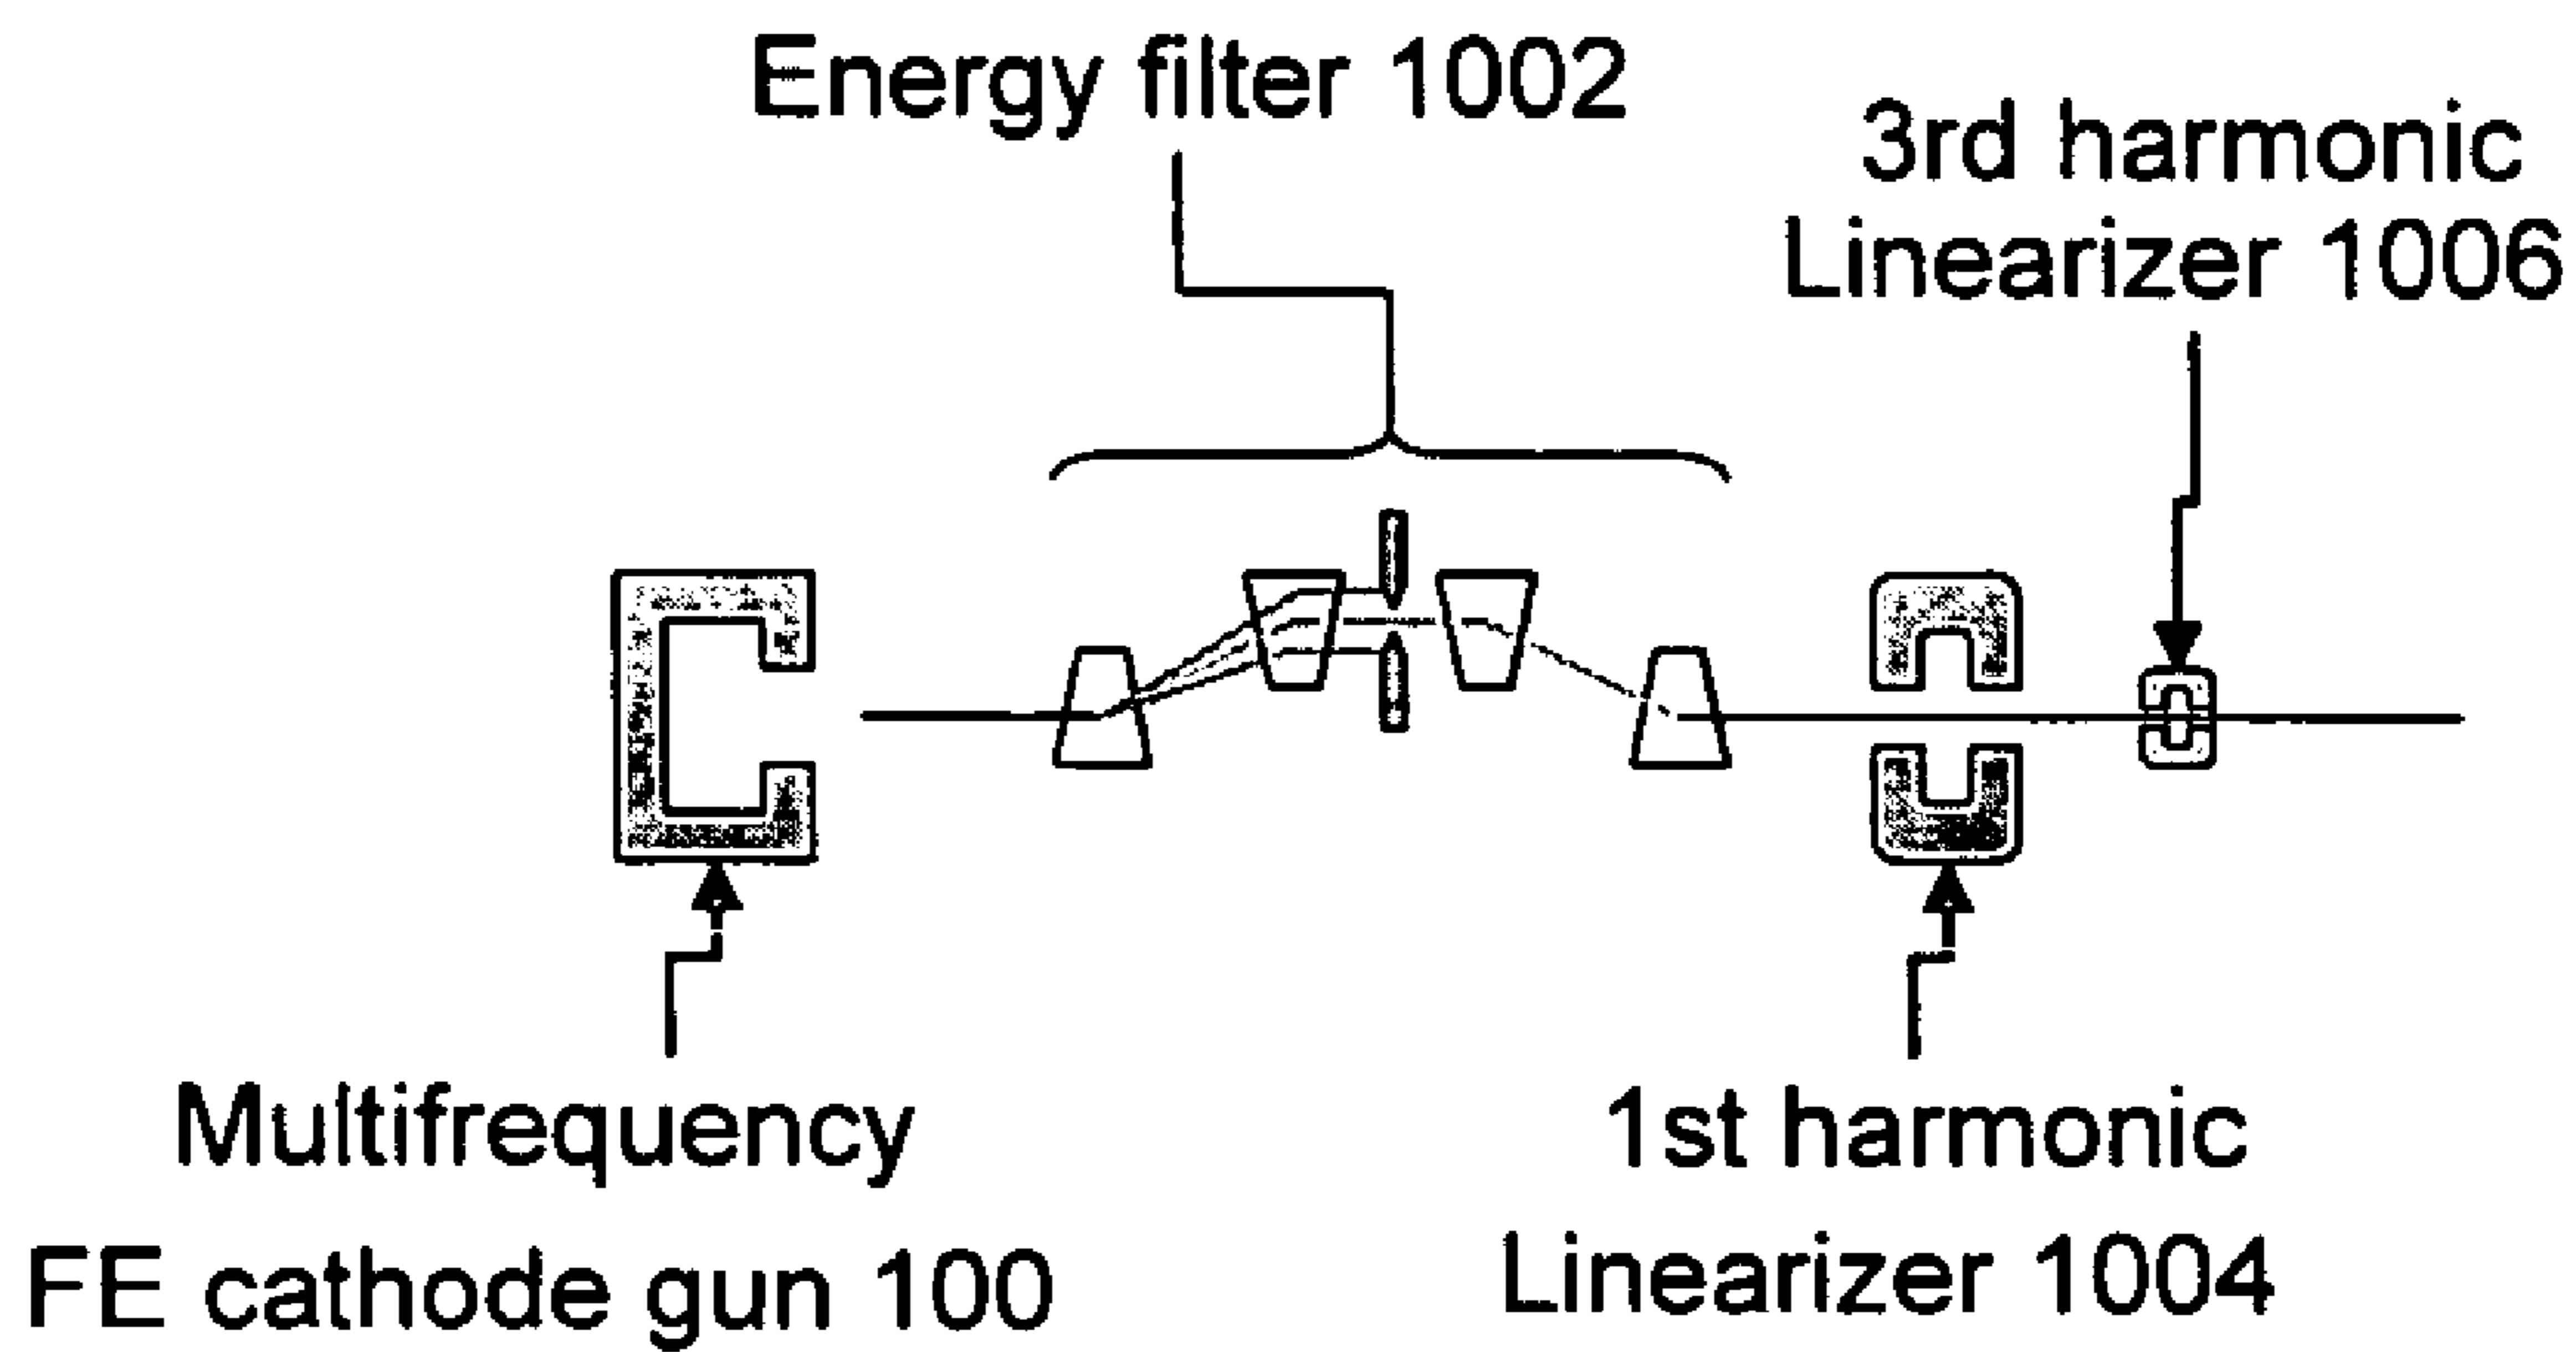 Energy filter 1002
3rd harmonic
Linearizer 1006
Multifrequency
FE cathode gun 100
1st harmonic
Linearizer 1004